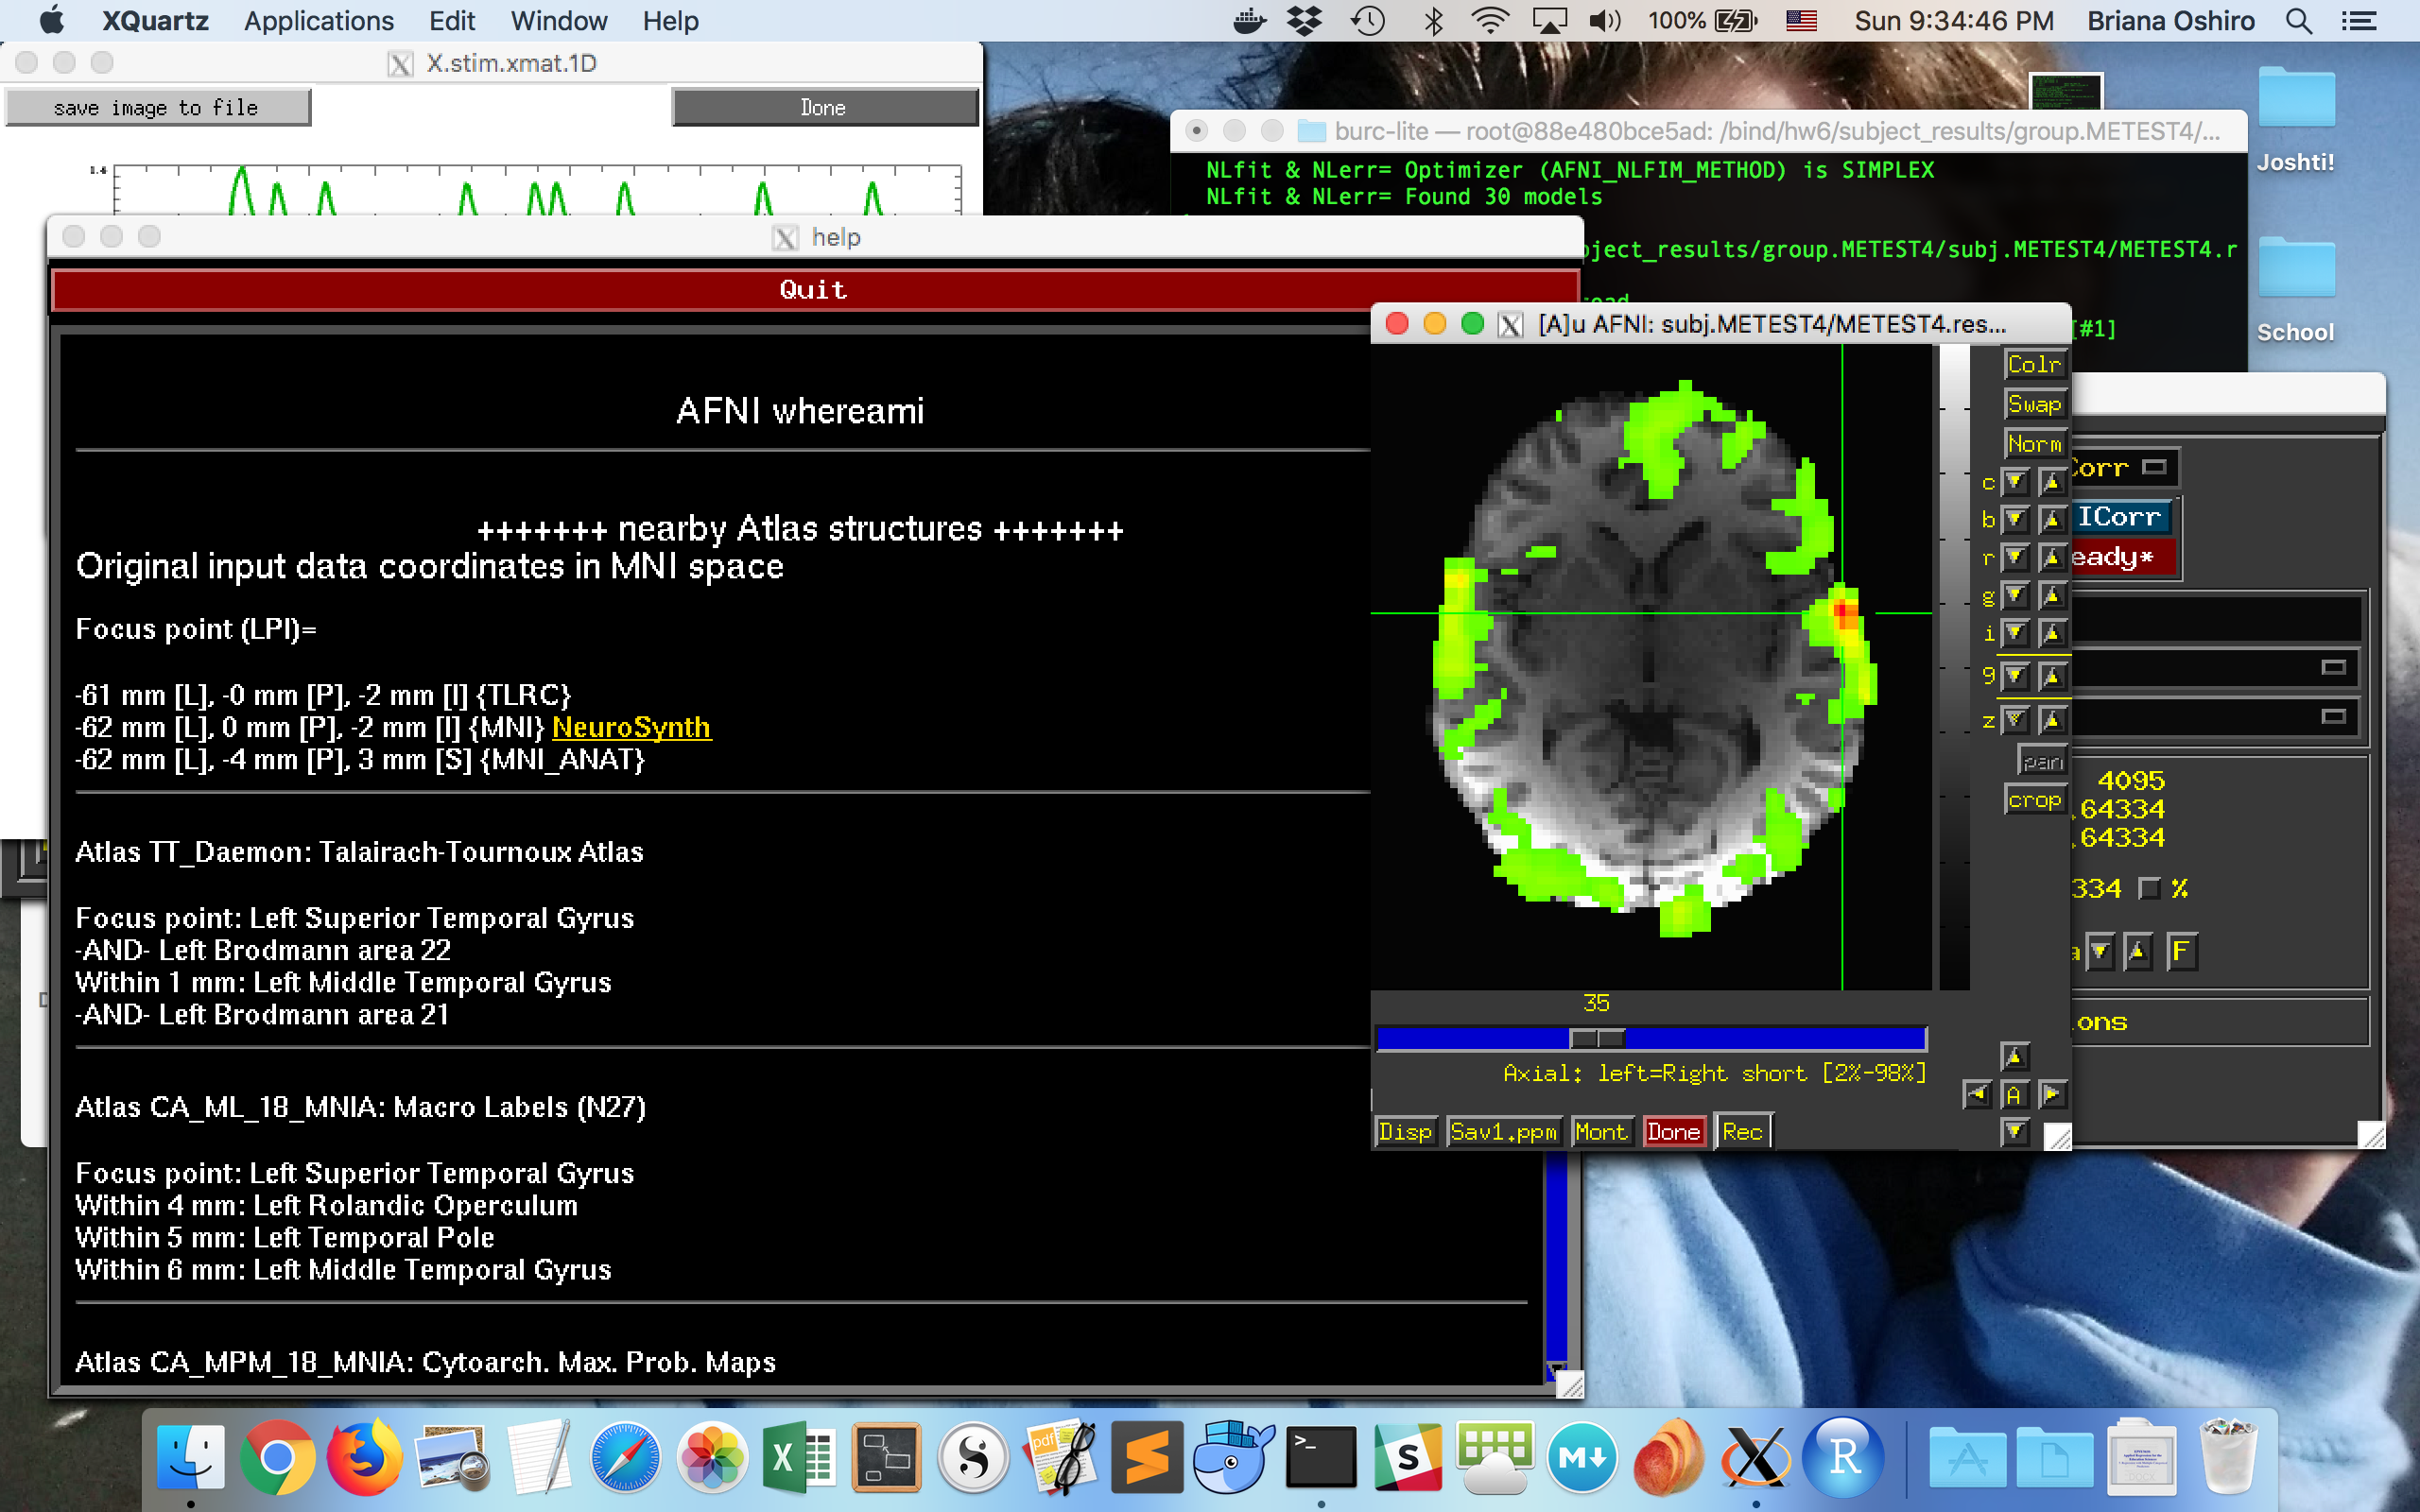 XQuartz Applications Edit Window Help 100% Sun 9:34:46 PM Briana Oshiro
X.stim.xmat.1D
save image to file Done
burc-lite — root@88e480bce5ad: /bind/hw6/subject_results/group.METEST4/...
NLfit & NLerr= Optimizer (AFNI_NLFIM_METHOD) is SIMPLEX
NLfit & NLerr= Found 30 models
bject_results/group.METEST4/subj.METEST4/METEST4.r
[#1]
Joshti!
School
help
Quit
AFNI whereami
+++++++ nearby Atlas structures +++++++
Original input data coordinates in MNI space
Focus point (LPI)=
-61 mm [L], -0 mm [P], -2 mm [I] {TLRC}
-62 mm [L], 0 mm [P], -2 mm [I] {MNI} NeuroSynth
-62 mm [L], -4 mm [P], 3 mm [S] {MNI_ANAT}
Atlas TT_Daemon: Talairach-Tournoux Atlas
Focus point: Left Superior Temporal Gyrus
-AND- Left Brodmann area 22
Within 1 mm: Left Middle Temporal Gyrus
-AND- Left Brodmann area 21
Atlas CA_ML_18_MNIA: Macro Labels (N27)
Focus point: Left Superior Temporal Gyrus
Within 4 mm: Left Rolandic Operculum
Within 5 mm: Left Temporal Pole
Within 6 mm: Left Middle Temporal Gyrus
Atlas CA_MPM_18_MNIA: Cytoarch. Max. Prob. Maps
[A]u AFNI: subj.METEST4/METEST4.res...
Colr
Swap
Norm
c
b
r
g
i
9
z
pan
crop
35
Axial: left=Right short [2%-98%]
A
Disp Sav1.ppm Mont Done Rec
Corr
ICorr
eady*
4095
.64334
.64334
334 %
F
ons